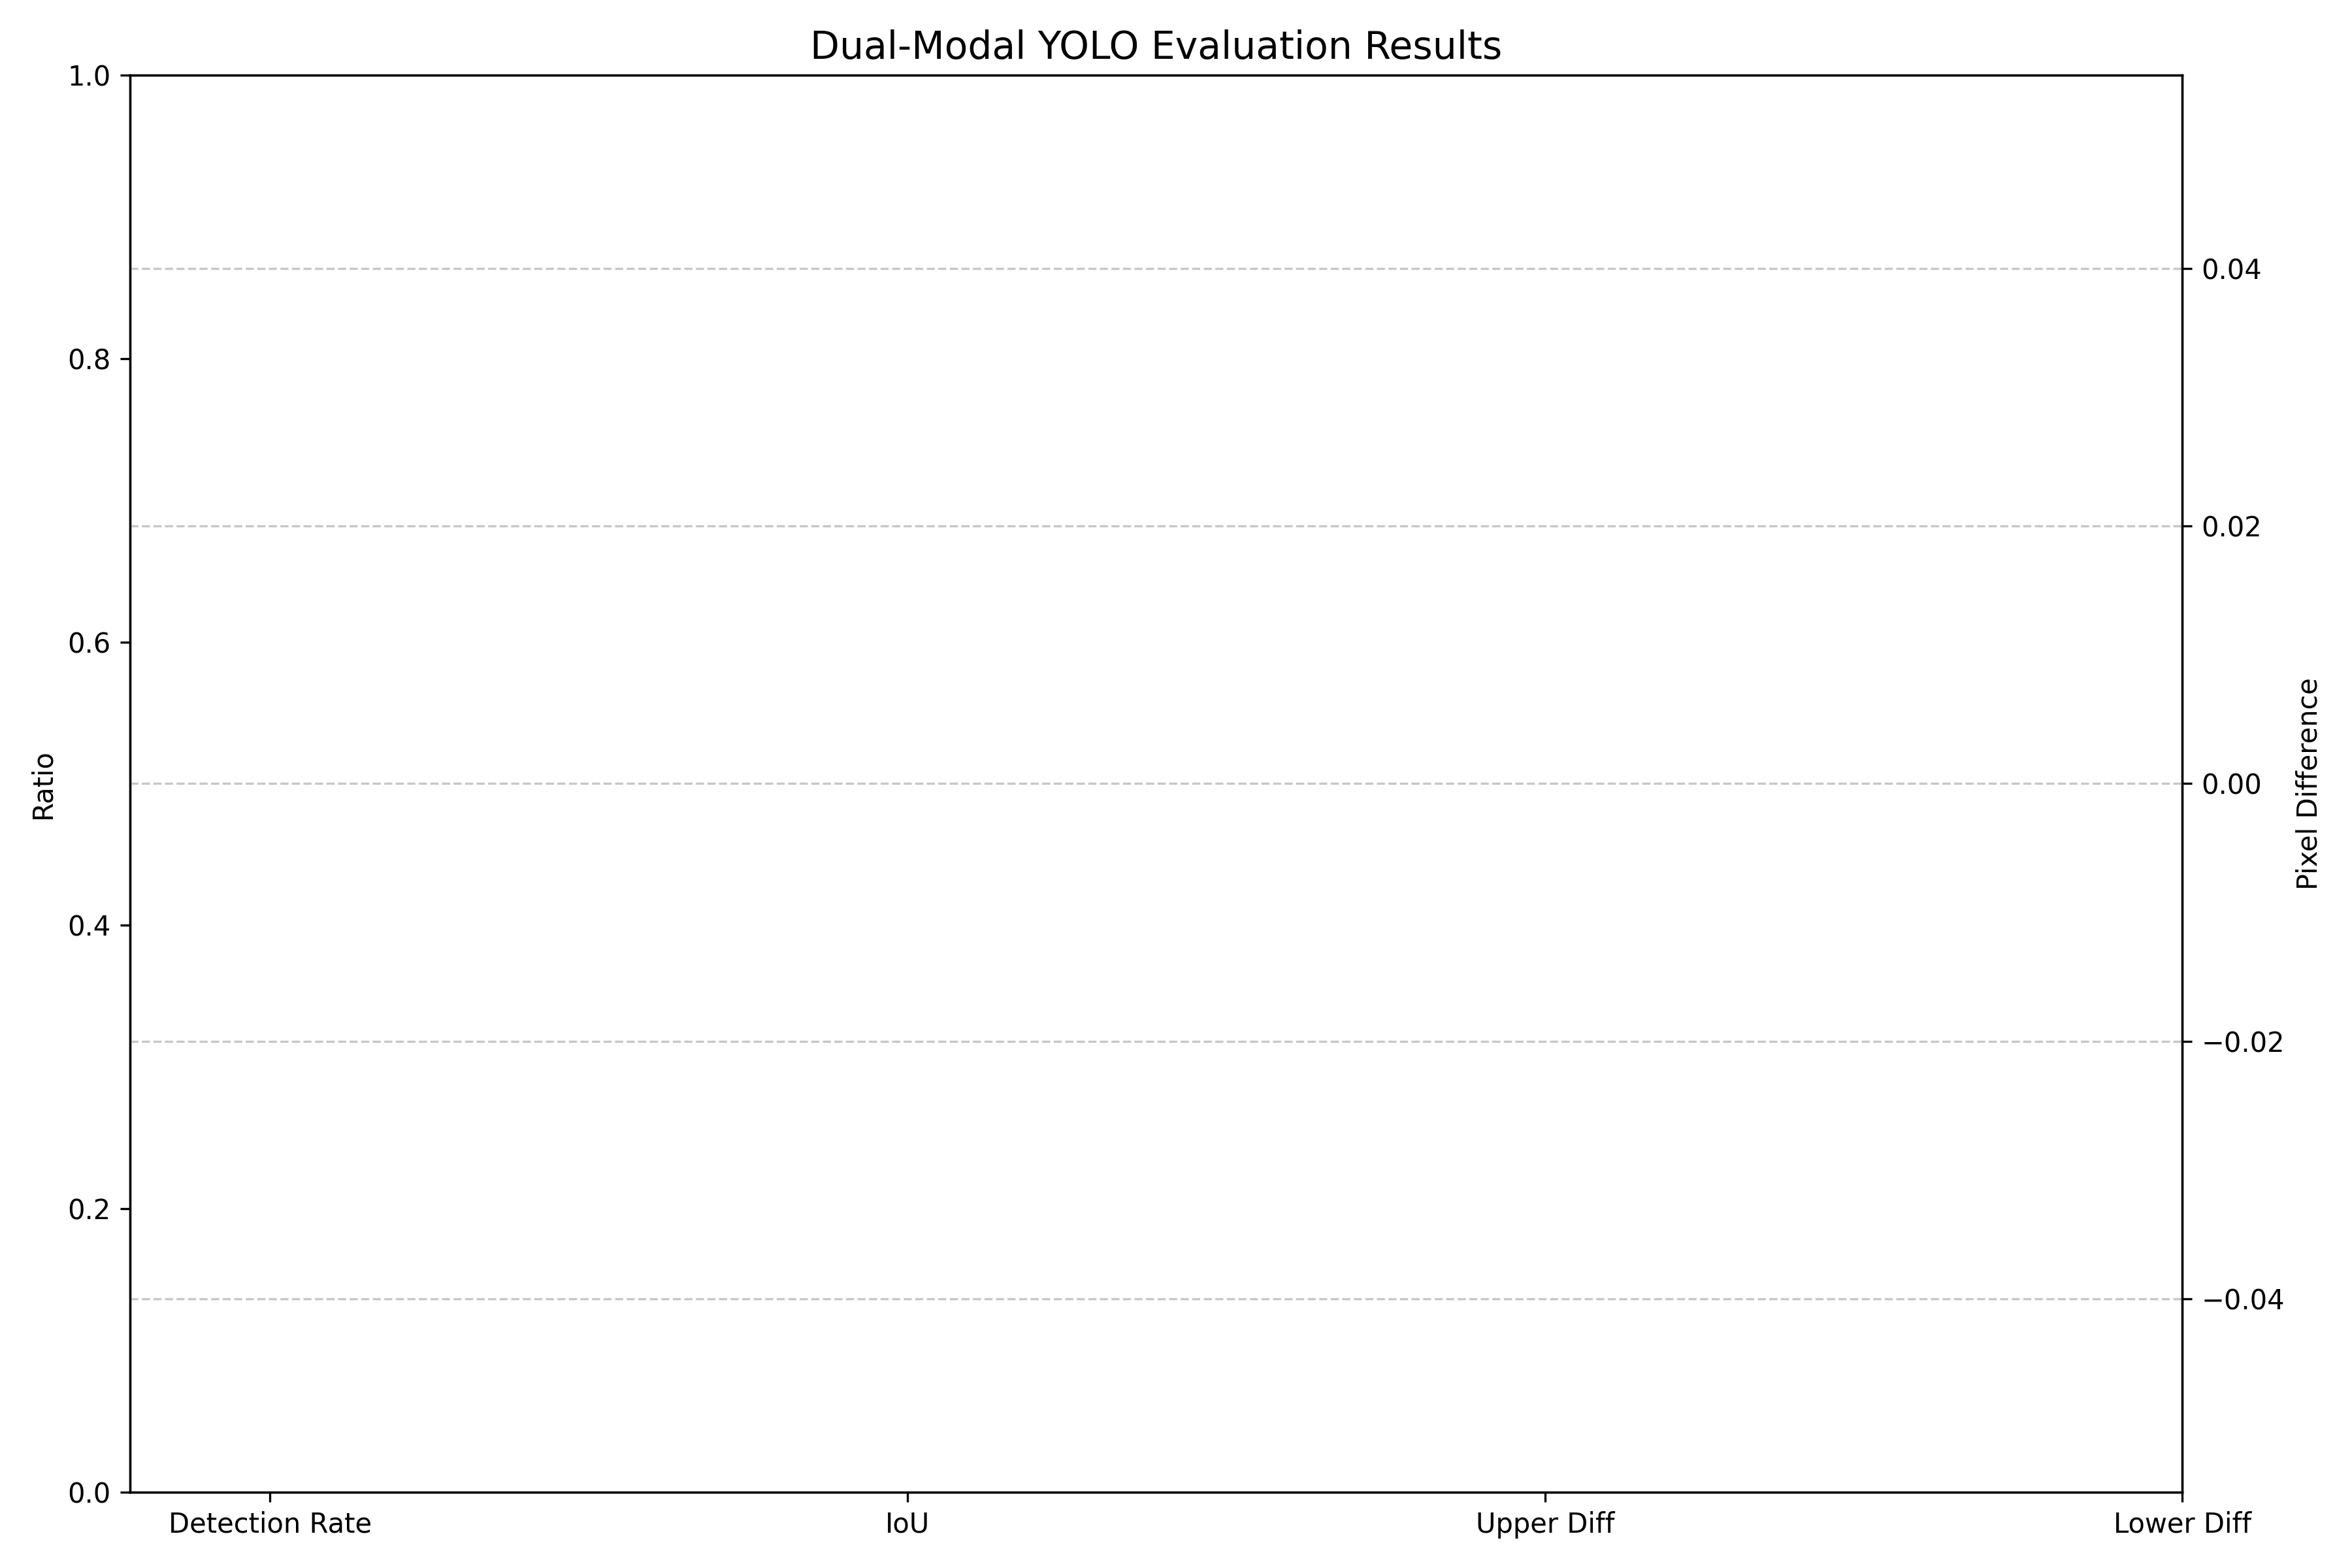 Dual-Modal YOLO Evaluation Results
1.0
0.8
0.6
0.4
0.2
0.0
Ratio
0.04
0.02
0.00
−0.02
−0.04
Pixel Difference
Detection Rate
IoU
Upper Diff
Lower Diff